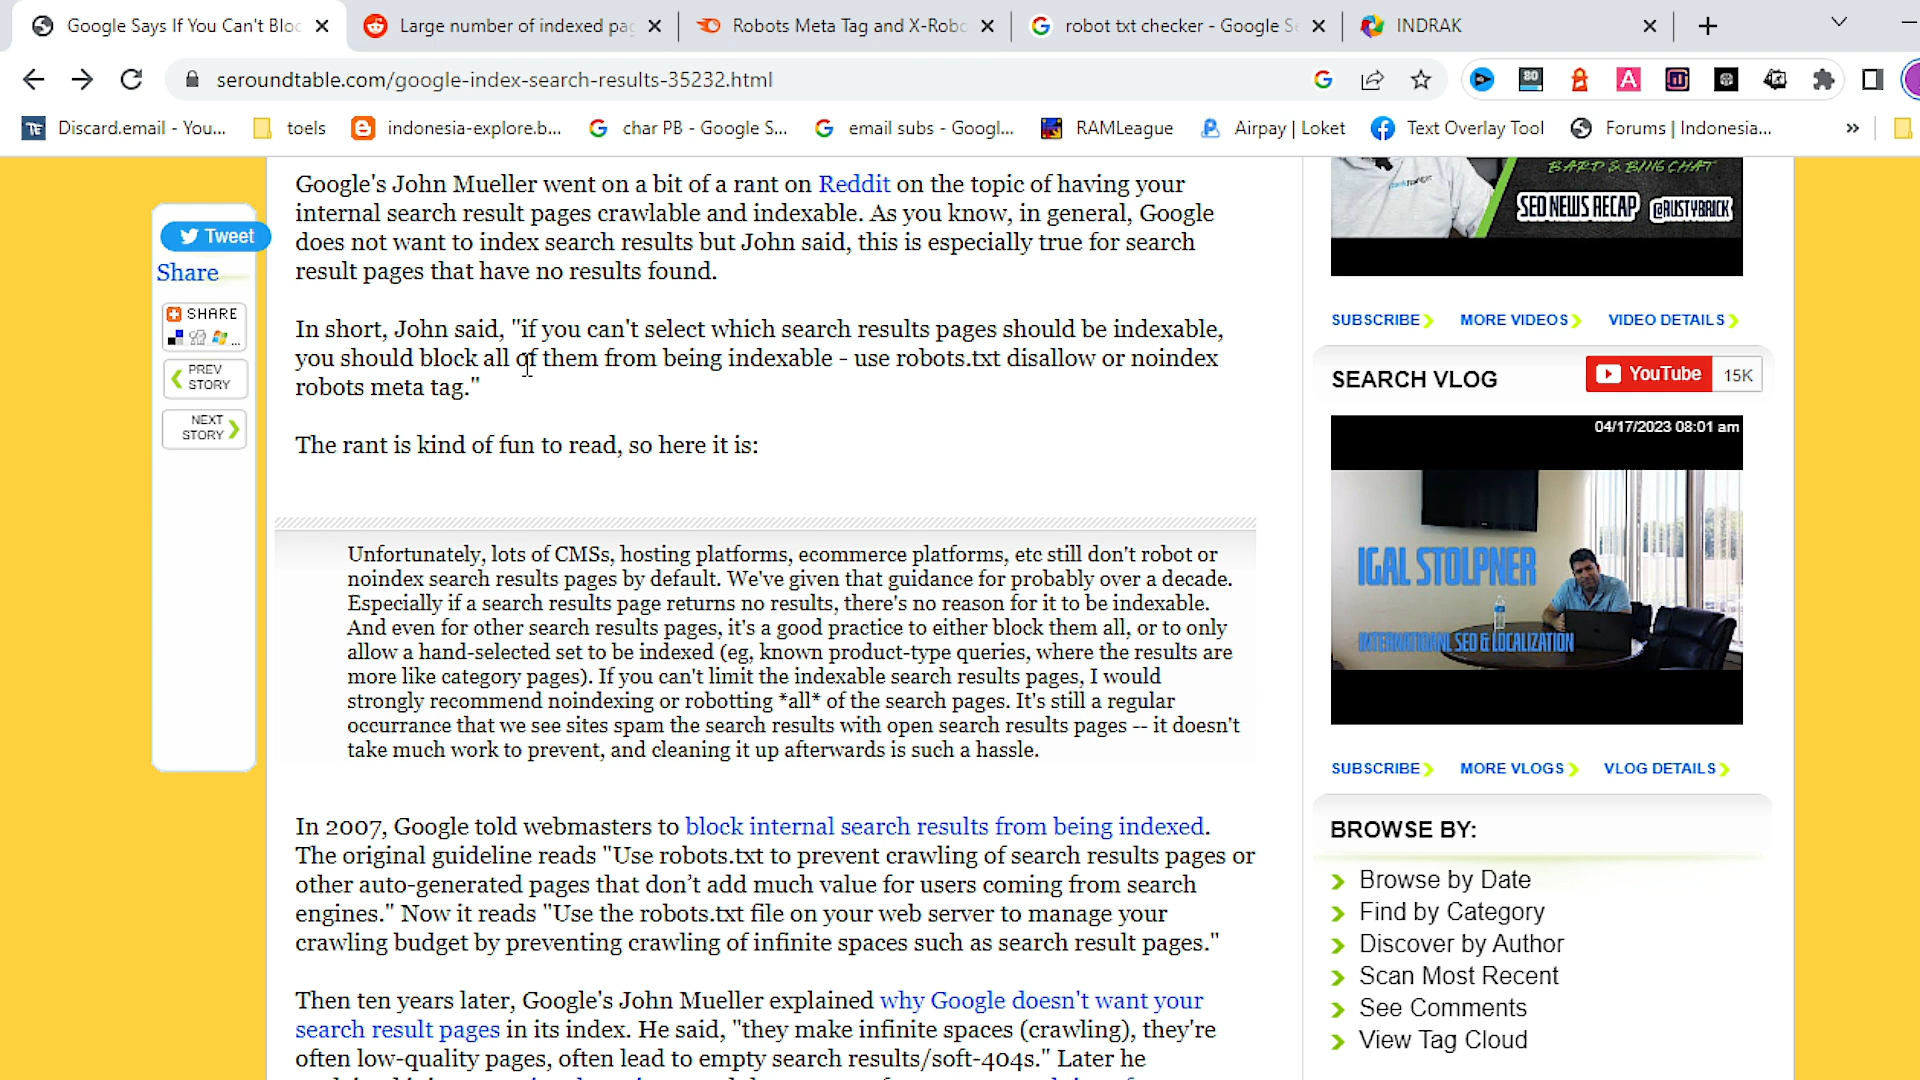 Google Says If You Can't Bloc
Large number of indexed pag
Robots Meta Tag and X-Robo
robot txt checker - Google Se
INDRAK
seroundtable.com/google-index-search-results-35232.html
80
TE Discard.email - You...
toels
indonesia-explore.b...
char PB - Google S...
email subs - Googl...
RAMLeague
Airpay | Loket
Text Overlay Tool
Forums | Indonesia...
Tweet
Share
SHARE
PREV
STORY
NEXT
STORY
Google's John Mueller went on a bit of a rant on Reddit on the topic of having your
internal search result pages crawlable and indexable. As you know, in general, Google
does not want to index search results but John said, this is especially true for search
result pages that have no results found.
In short, John said, "if you can't select which search results pages should be indexable,
you should block all of them from being indexable - use robots.txt disallow or noindex
robots meta tag."
The rant is kind of fun to read, so here it is:
Unfortunately, lots of CMSs, hosting platforms, ecommerce platforms, etc still don't robot or
noindex search results pages by default. We've given that guidance for probably over a decade.
Especially if a search results page returns no results, there's no reason for it to be indexable.
And even for other search results pages, it's a good practice to either block them all, or to only
allow a hand-selected set to be indexed (eg, known product-type queries, where the results are
more like category pages). If you can't limit the indexable search results pages, I would
strongly recommend noindexing or robotting *all* of the search pages. It's still a regular
occurrance that we see sites spam the search results with open search results pages -- it doesn't
take much work to prevent, and cleaning it up afterwards is such a hassle.
In 2007, Google told webmasters to block internal search results from being indexed.
The original guideline reads "Use robots.txt to prevent crawling of search results pages or
other auto-generated pages that don't add much value for users coming from search
engines." Now it reads "Use the robots.txt file on your web server to manage your
crawling budget by preventing crawling of infinite spaces such as search result pages."
Then ten years later, Google's John Mueller explained why Google doesn't want your
search result pages in its index. He said, "they make infinite spaces (crawling), they're
often low-quality pages, often lead to empty search results/soft-404s." Later he
BARD & BING CHAT
SEO NEWS RECAP @RUSTYBRICK
SUBSCRIBE MORE VIDEOS VIDEO DETAILS
SEARCH VLOG
YouTube 15K
04/17/2023 08:01 am
IGAL STOLPNER
INTERNATIOANL SEO & LOCALIZATION
SUBSCRIBE MORE VLOGS VLOG DETAILS
BROWSE BY:
Browse by Date
Find by Category
Discover by Author
Scan Most Recent
See Comments
View Tag Cloud